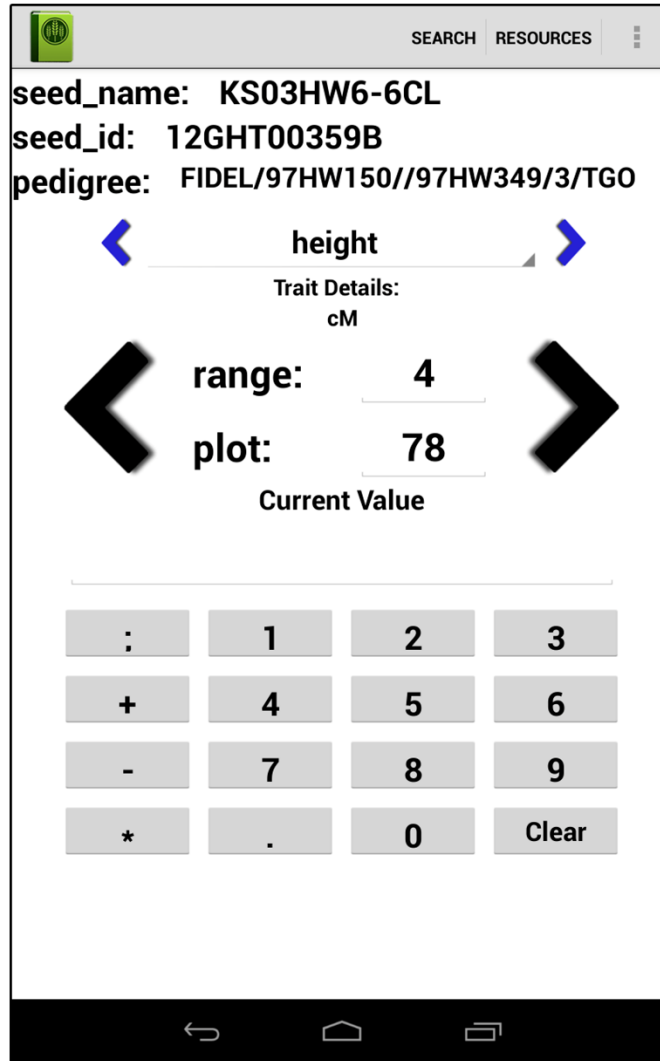 SEARCH RESOURCES
seed_name: KS03HW6-6CL
seed_id: 12GHT00359B
pedigree: FIDEL/97HW150//97HW349/3/TGO
height
Trait Details:
cM
range: 4
plot: 78
Current Value
; 1 2 3
+ 4 5 6
- 7 8 9
* . 0 Clear